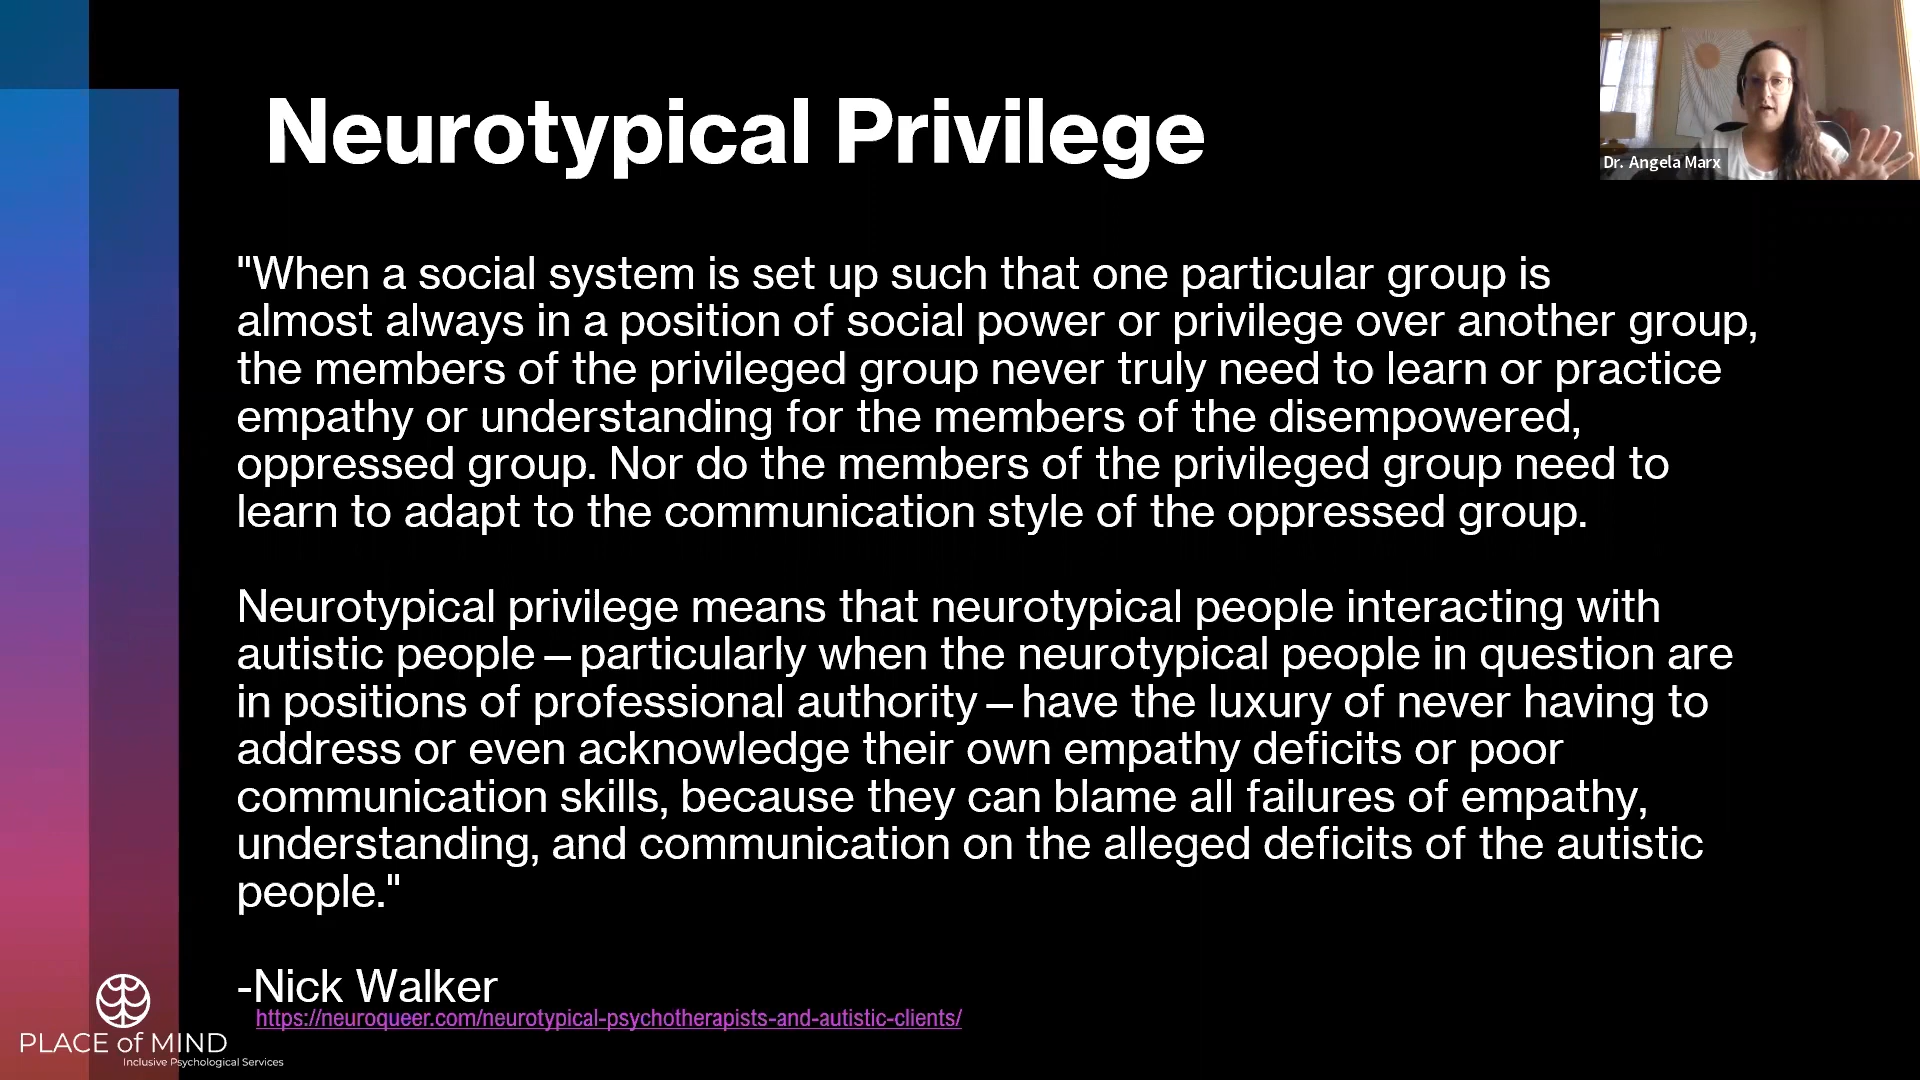 Neurotypical Privilege
Dr. Angela Marx
"When a social system is set up such that one particular group is
almost always in a position of social power or privilege over another group,
the members of the privileged group never truly need to learn or practice
empathy or understanding for the members of the disempowered,
oppressed group. Nor do the members of the privileged group need to
learn to adapt to the communication style of the oppressed group.
Neurotypical privilege means that neurotypical people interacting with
autistic people—particularly when the neurotypical people in question are
in positions of professional authority—have the luxury of never having to
address or even acknowledge their own empathy deficits or poor
communication skills, because they can blame all failures of empathy,
understanding, and communication on the alleged deficits of the autistic
people."
-Nick Walker
https://neuroqueer.com/neurotypical-psychotherapists-and-autistic-clients/
PLACE of MIND
Inclusive Psychological Services